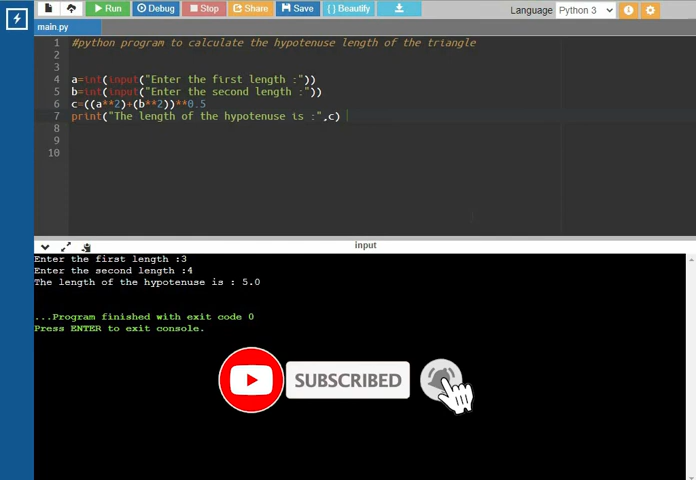 Run Debug Stop Share Save { } Beautify Language Python 3
main.py
1 #python program to calculate the hypotenuse length of the triangle
2
3
4 a=int(input("Enter the first length :"))
5 b=int(input("Enter the second length :"))
6 c=((a**2)+(b**2))**0.5
7 print("The length of the hypotenuse is :",c)
8
9
10
input
Enter the first length :3
Enter the second length :4
The length of the hypotenuse is : 5.0
...Program finished with exit code 0
Press ENTER to exit console.
SUBSCRIBED